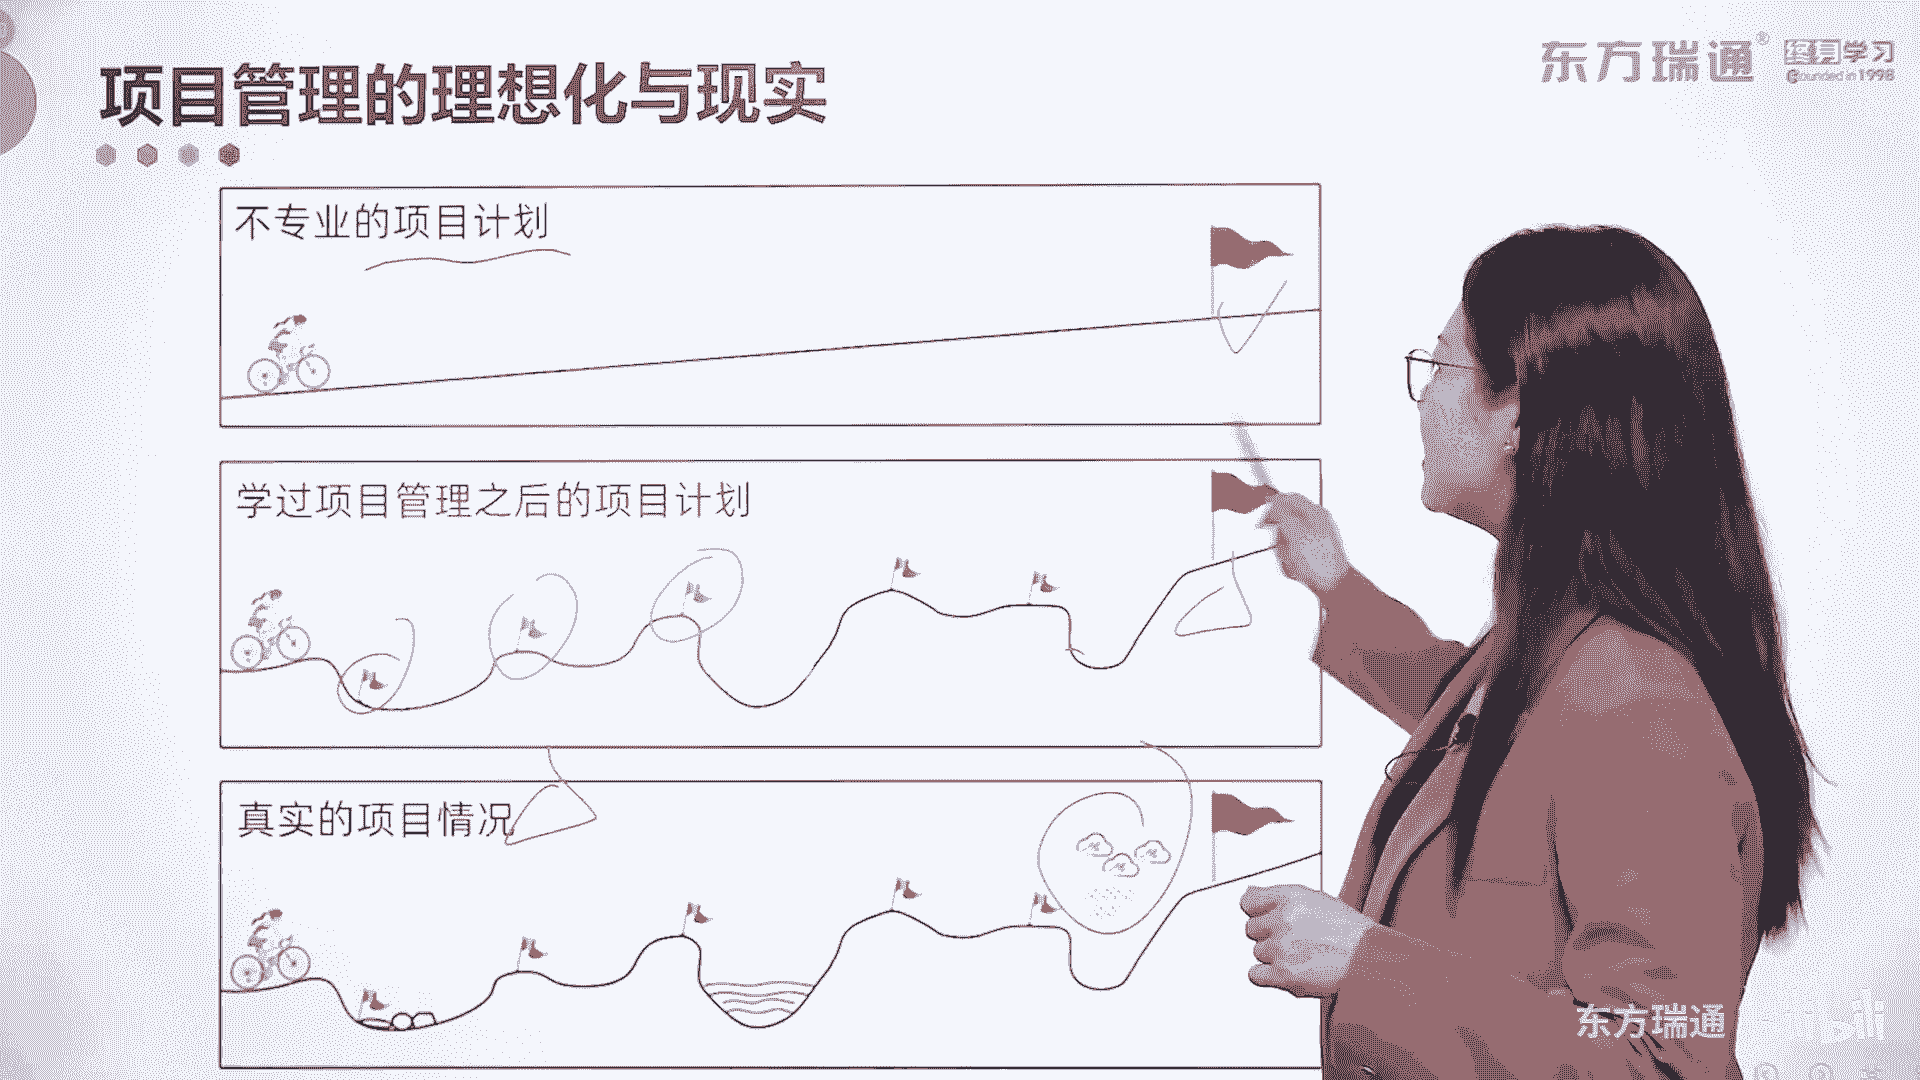 项目管理的理想化与现实
东方瑞通®
终身学习
Founded in 1998
不专业的项目计划
学过项目管理之后的项目计划
真实的项目情况
东方瑞通